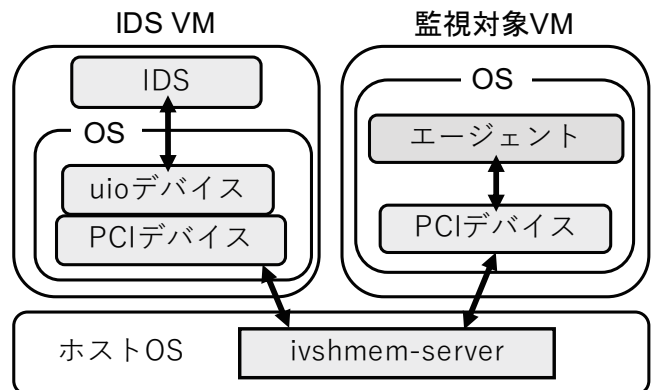 IDS VM
IDS
OS
uioデバイス
PCIデバイス
監視対象VM
OS
エージェント
PCIデバイス
ホストOS
ivshmem-server